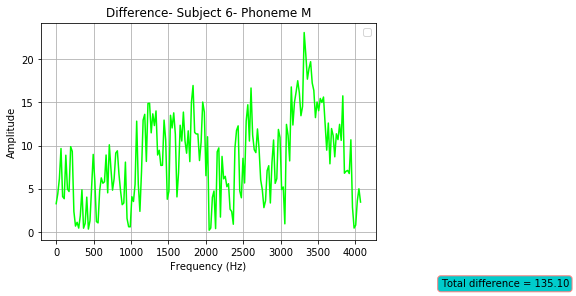 Difference- Subject 6- Phoneme M
Amplitude
20
15
10
5
0
0 500 1000 1500 2000 2500 3000 3500 4000
Frequency (Hz)
Total difference = 135.10